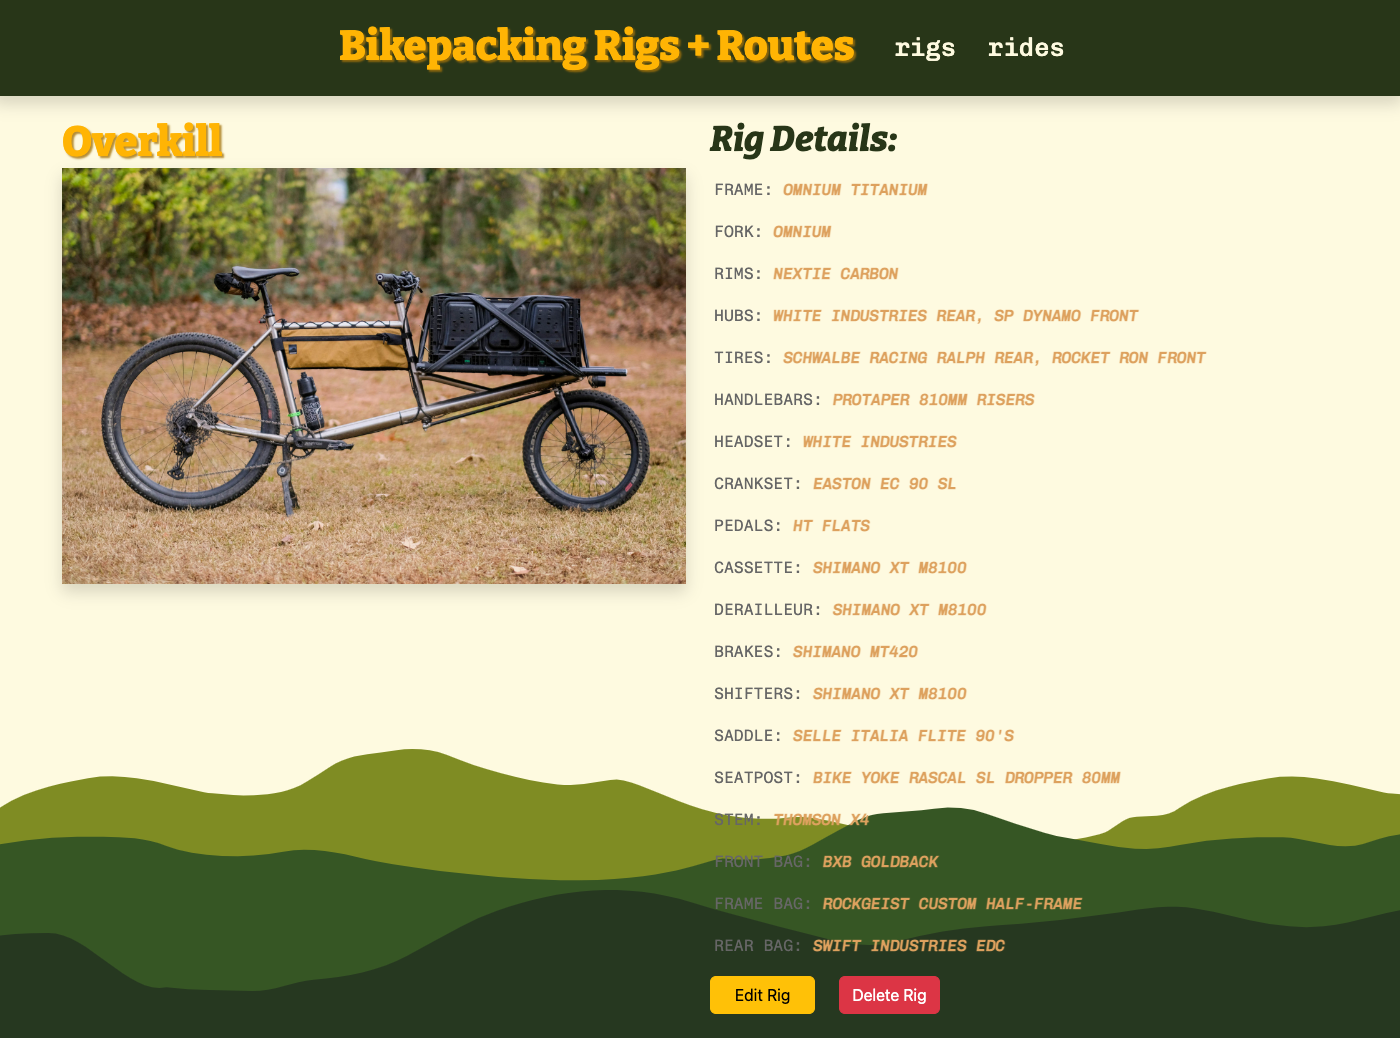 Bikepacking Rigs + Routes rigs rides
Overkill
Rig Details:
FRAME: OMNIUM TITANIUM
FORK: OMNIUM
RIMS: NEXTIE CARBON
HUBS: WHITE INDUSTRIES REAR, SP DYNAMO FRONT
TIRES: SCHWALBE RACING RALPH REAR, ROCKET RON FRONT
HANDLEBARS: PROTAPER 810MM RISERS
HEADSET: WHITE INDUSTRIES
CRANKSET: EASTON EC 90 SL
PEDALS: HT FLATS
CASSETTE: SHIMANO XT M8100
DERAILLEUR: SHIMANO XT M8100
BRAKES: SHIMANO MT420
SHIFTERS: SHIMANO XT M8100
SADDLE: SELLE ITALIA FLITE 90'S
SEATPOST: BIKE YOKE RASCAL SL DROPPER 80MM
STEM: THOMSON X4
FRONT BAG: BXB GOLDBACK
FRAME BAG: ROCKGEIST CUSTOM HALF-FRAME
REAR BAG: SWIFT INDUSTRIES EDC
Edit Rig Delete Rig